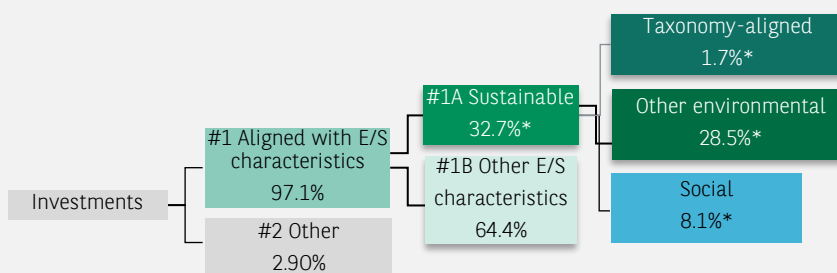 Investments
#1 Aligned with E/S
characteristics
97.1%
#2 Other
2.90%
#1A Sustainable
32.7%*
#1B Other E/S
characteristics
64.4%
Taxonomy-aligned
1.7%*
Other environmental
28.5%*
Social
8.1%*